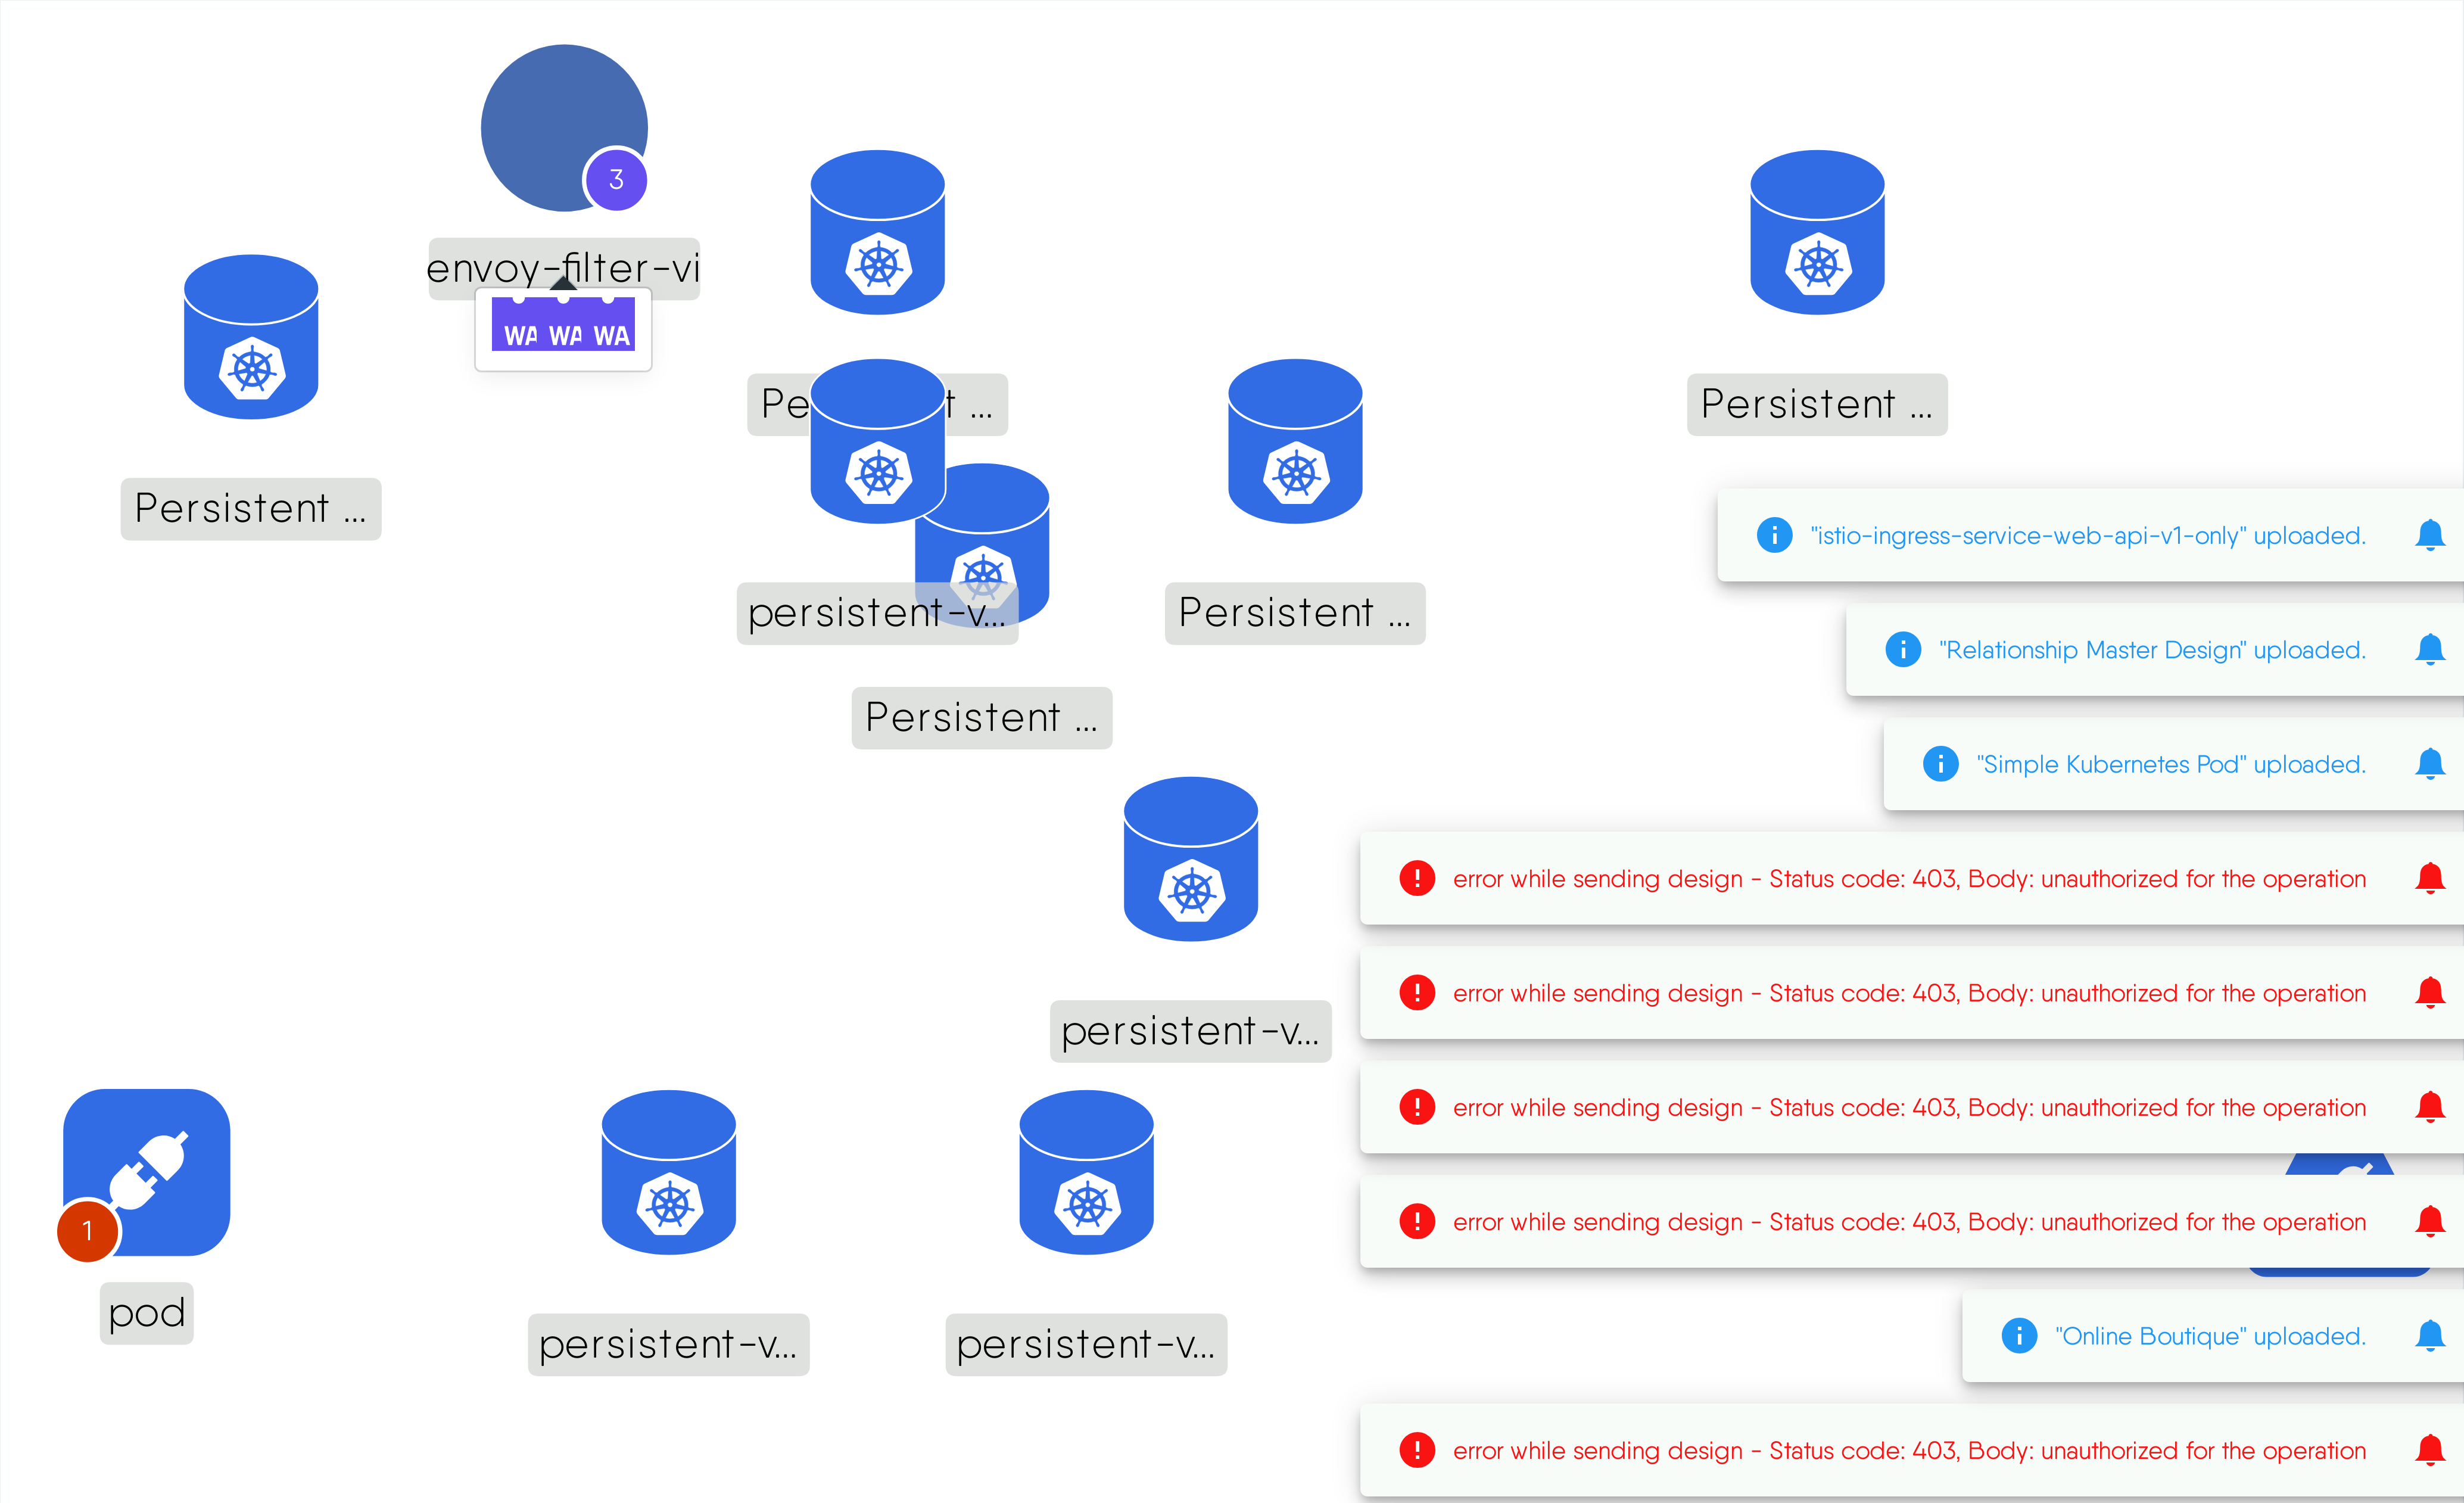 3
envoy-filter-vi
WA WA WA
Persistent ...
Pe t ...
Persistent ...
persistent-v...
Persistent ...
Persistent ...
"istio-ingress-service-web-api-v1-only" uploaded.
"Relationship Master Design" uploaded.
"Simple Kubernetes Pod" uploaded.
error while sending design - Status code: 403, Body: unauthorized for the operation
error while sending design - Status code: 403, Body: unauthorized for the operation
persistent-v...
error while sending design - Status code: 403, Body: unauthorized for the operation
error while sending design - Status code: 403, Body: unauthorized for the operation
1
pod
persistent-v...
persistent-v...
"Online Boutique" uploaded.
error while sending design - Status code: 403, Body: unauthorized for the operation